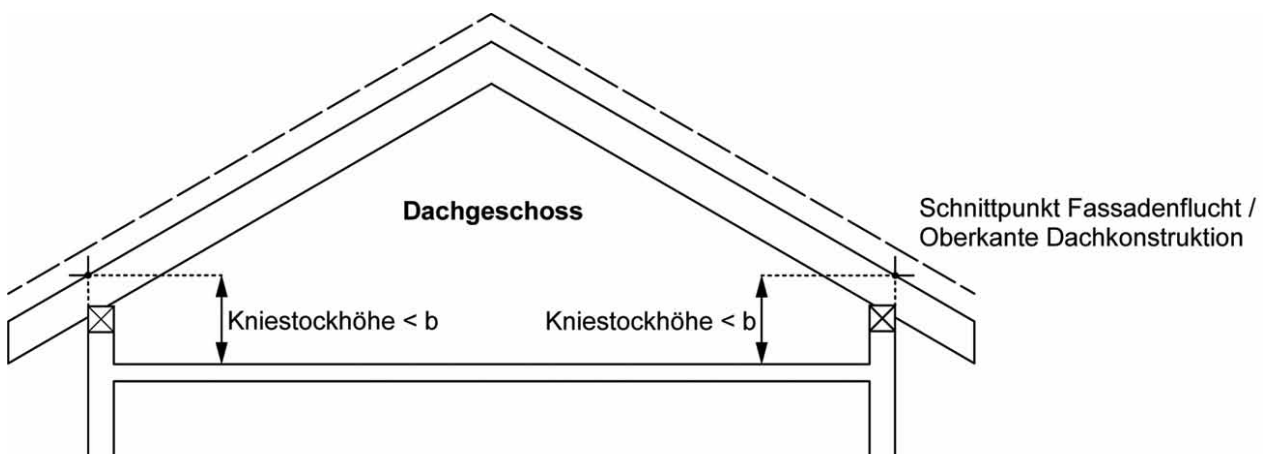 Dachgeschoss
Schnittpunkt Fassadenflucht /
Oberkante Dachkonstruktion
Kniestockhöhe < b
Kniestockhöhe < b